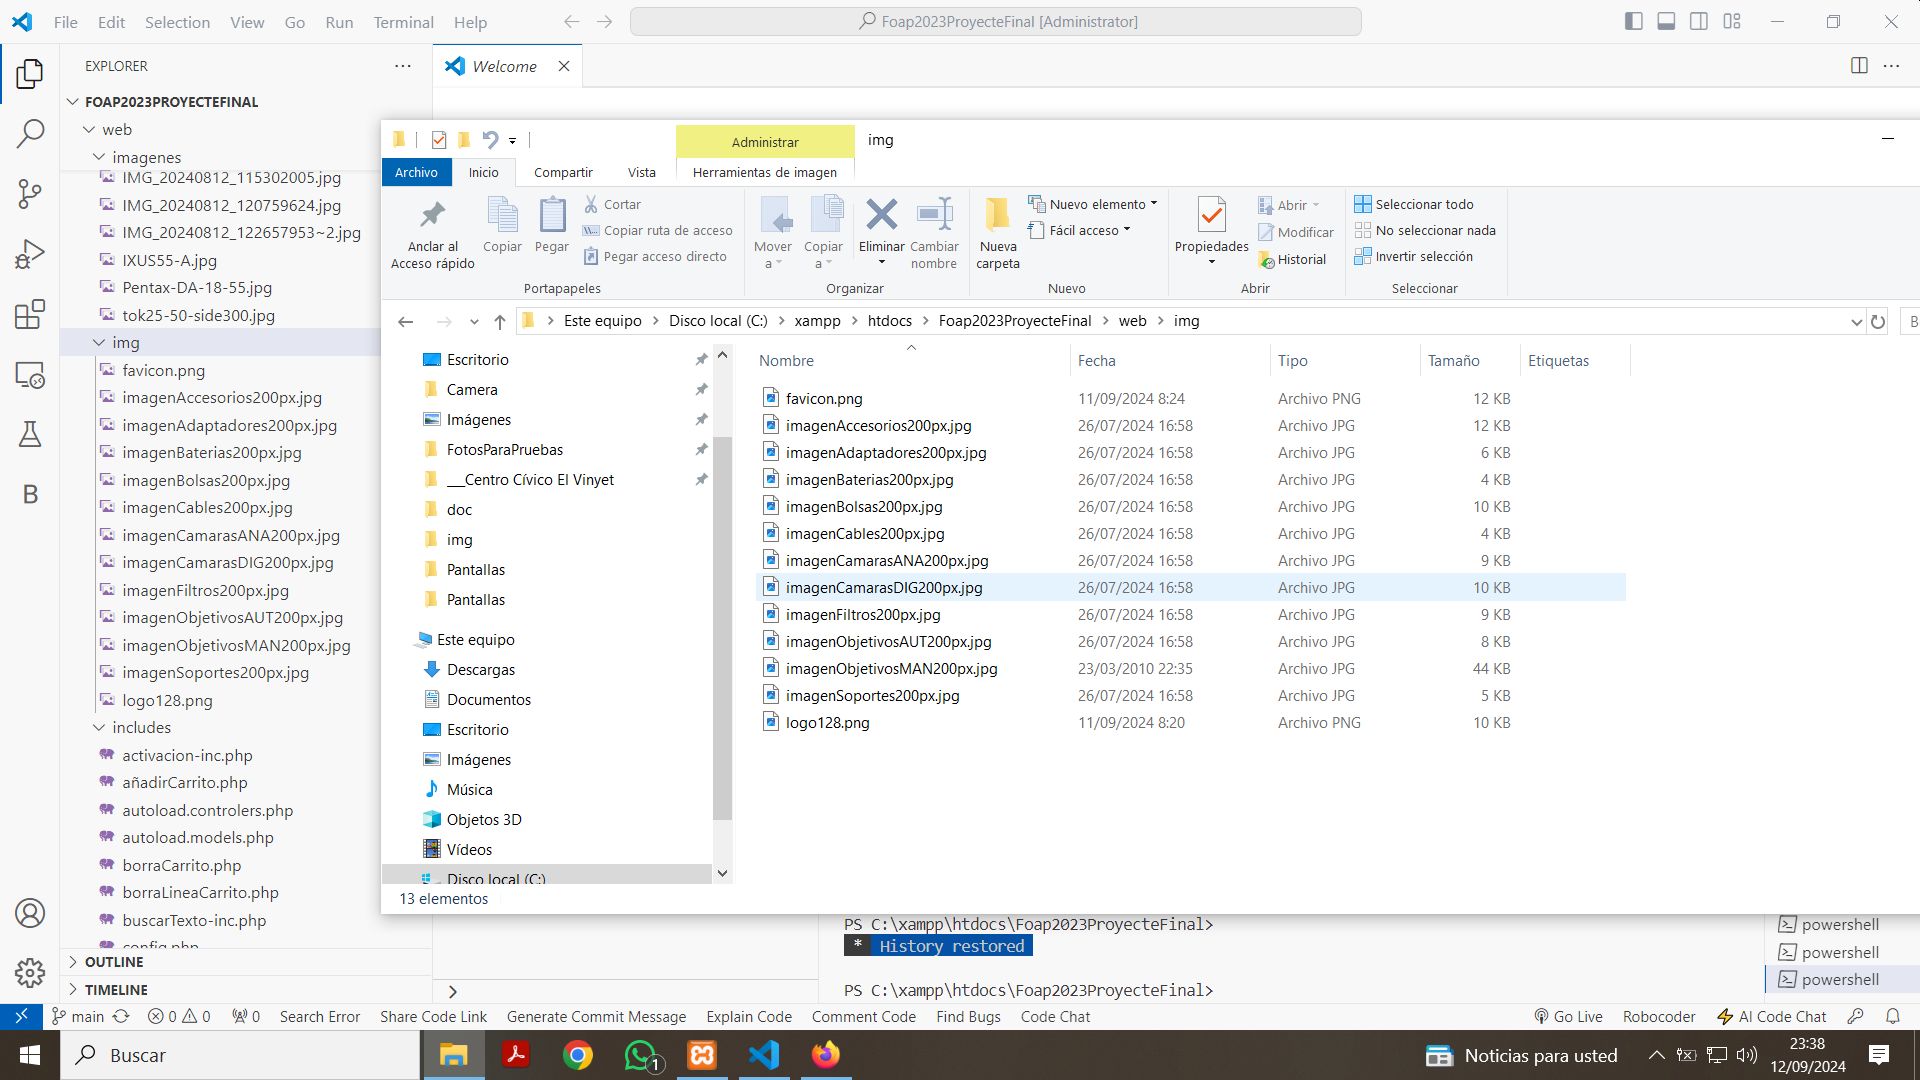 File Edit Selection View Go Run Terminal Help
Foap2023ProyecteFinal [Administrator]
EXPLORER
Welcome
FOAP2023PROYECTEFINAL
web
imagenes
IMG_20240812_115302005.jpg
IMG_20240812_120759624.jpg
IMG_20240812_122657953~2.jpg
IXUS55-A.jpg
Pentax-DA-18-55.jpg
tok25-50-side300.jpg
img
favicon.png
imagenAccesorios200px.jpg
imagenAdaptadores200px.jpg
imagenBaterias200px.jpg
imagenBolsas200px.jpg
imagenCables200px.jpg
imagenCamarasANA200px.jpg
imagenCamarasDIG200px.jpg
imagenFiltros200px.jpg
imagenObjetivosAUT200px.jpg
imagenObjetivosMAN200px.jpg
imagenSoportes200px.jpg
logo128.png
includes
activacion-inc.php
añadirCarrito.php
autoload.controlers.php
autoload.models.php
borraCarrito.php
borraLineaCarrito.php
buscarTexto-inc.php
config.php
OUTLINE
TIMELINE
Administrar
img
Archivo Inicio Compartir Vista Herramientas de imagen
Anclar al
Acceso rápido
Copiar
Pegar
Cortar
Copiar ruta de acceso
Pegar acceso directo
Portapapeles
Mover
a
Copiar
a
Eliminar
Cambiar
nombre
Organizar
Nueva
carpeta
Nuevo elemento
Fácil acceso
Nuevo
Propiedades
Abrir
Modificar
Historial
Abrir
Seleccionar todo
No seleccionar nada
Invertir selección
Seleccionar
Este equipo > Disco local (C:) > xampp > htdocs > Foap2023ProyecteFinal > web > img
B
Escritorio
Camera
Imágenes
FotosParaPruebas
___Centro Cívico El Vinyet
doc
img
Pantallas
Pantallas
Este equipo
Descargas
Documentos
Escritorio
Imágenes
Música
Objetos 3D
Vídeos
Disco local (C:)
Nombre Fecha Tipo Tamaño Etiquetas
favicon.png 11/09/2024 8:24 Archivo PNG 12 KB
imagenAccesorios200px.jpg 26/07/2024 16:58 Archivo JPG 12 KB
imagenAdaptadores200px.jpg 26/07/2024 16:58 Archivo JPG 6 KB
imagenBaterias200px.jpg 26/07/2024 16:58 Archivo JPG 4 KB
imagenBolsas200px.jpg 26/07/2024 16:58 Archivo JPG 10 KB
imagenCables200px.jpg 26/07/2024 16:58 Archivo JPG 4 KB
imagenCamarasANA200px.jpg 26/07/2024 16:58 Archivo JPG 9 KB
imagenCamarasDIG200px.jpg 26/07/2024 16:58 Archivo JPG 10 KB
imagenFiltros200px.jpg 26/07/2024 16:58 Archivo JPG 9 KB
imagenObjetivosAUT200px.jpg 26/07/2024 16:58 Archivo JPG 8 KB
imagenObjetivosMAN200px.jpg 23/03/2010 22:35 Archivo JPG 44 KB
imagenSoportes200px.jpg 26/07/2024 16:58 Archivo JPG 5 KB
logo128.png 11/09/2024 8:20 Archivo PNG 10 KB
13 elementos
PS C:\xampp\htdocs\Foap2023ProyecteFinal>
* History restored
PS C:\xampp\htdocs\Foap2023ProyecteFinal>
powershell
powershell
powershell
main 0 0 0 Search Error Share Code Link Generate Commit Message Explain Code Comment Code Find Bugs Code Chat Go Live Robocoder AI Code Chat
Buscar
1
Noticias para usted
23:38
12/09/2024